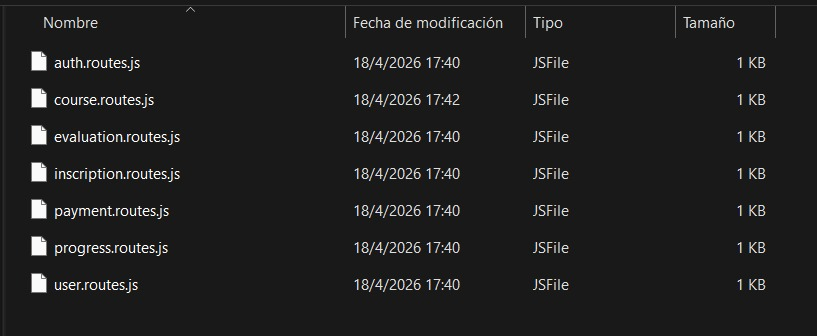 Nombre Fecha de modificación Tipo Tamaño
auth.routes.js 18/4/2026 17:40 JSFile 1 KB
course.routes.js 18/4/2026 17:42 JSFile 1 KB
evaluation.routes.js 18/4/2026 17:40 JSFile 1 KB
inscription.routes.js 18/4/2026 17:40 JSFile 1 KB
payment.routes.js 18/4/2026 17:40 JSFile 1 KB
progress.routes.js 18/4/2026 17:40 JSFile 1 KB
user.routes.js 18/4/2026 17:40 JSFile 1 KB